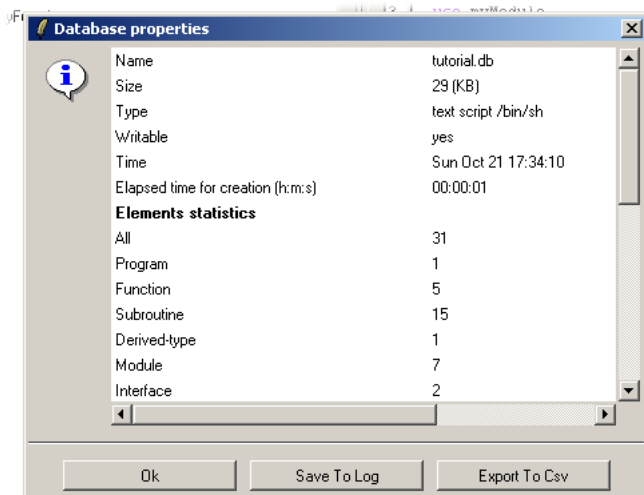 Database properties
Name tutorial.db
Size 29 (KB)
Type text script /bin/sh
Writable yes
Time Sun Oct 21 17:34:10
Elapsed time for creation (h:m:s) 00:00:01
Elements statistics
All 31
Program 1
Function 5
Subroutine 15
Derived-type 1
Module 7
Interface 2
Ok Save To Log Export To Csv